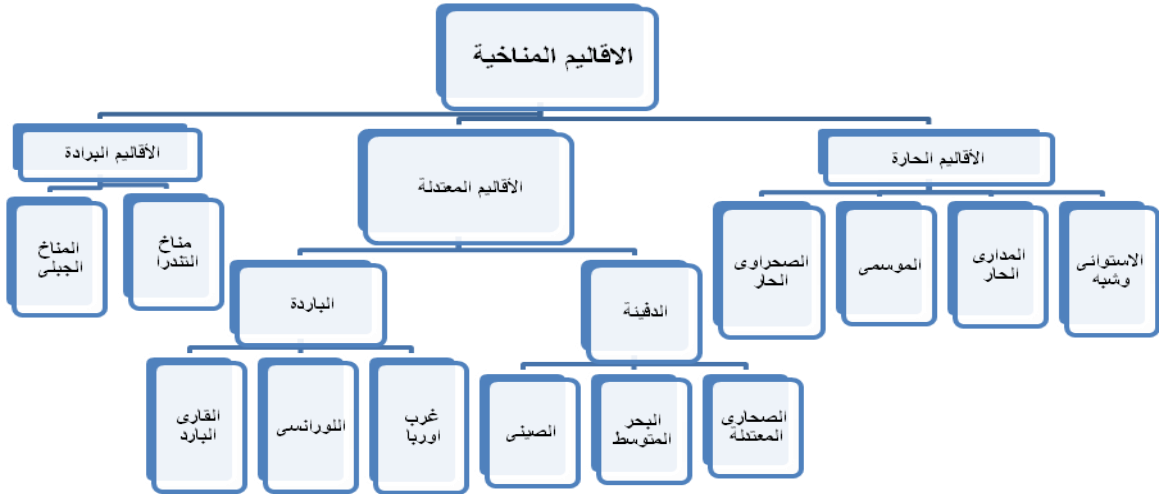 الاقاليم المناخية
الأقاليم الحارة
الأقاليم المعتدلة
الأقاليم البرادة
الاستوائى
وشبه
المدارى
الحار
الموسمى
الصحراوى
الحار
مناخ
التندرا
المناخ
الجبلى
الدفيئة
الباردة
الصحارى
المعتدلة
البحر
المتوسط
الصينى
غرب
اوربا
اللورانسى
القارى
البارد